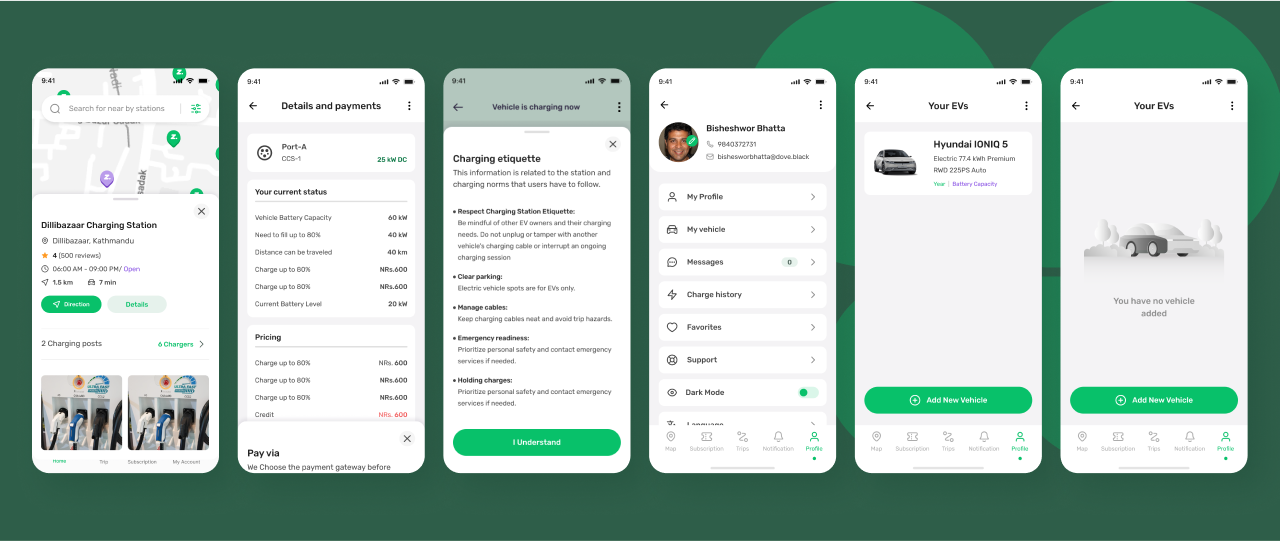 9:41
Search for near by stations
adak
Dillibazaar Charging Station
Dillibazaar, Kathmandu
4 (500 reviews)
06:00 AM - 09:00 PM/ Open
1.5 km 7 min
Direction Details
2 Charging posts 6 Chargers
Home Trip Subscription My Account
9:41
Details and payments
Port-A
CCS-1
25 kW DC
Your current status
Vehicle Battery Capacity 60 kW
Need to fill up to 80% 40 kW
Distance can be traveled 40 km
Charge up to 80% NRs.600
Charge up to 80% NRs.600
Current Battery Level 20 kW
Pricing
Charge up to 80% NRs. 600
Charge up to 80% NRs. 600
Charge up to 80% NRs. 600
Credit NRs. 600
Pay via
We Choose the payment gateway before
9:41
Vehicle is charging now
Charging etiquette
This information is related to the station and
charging norms that users have to follow.
• Respect Charging Station Etiquette:
Be mindful of other EV owners and their charging
needs. Do not unplug or tamper with another
vehicle's charging cable or interrupt an ongoing
charging session
• Clear parking:
Electric vehicle spots are for EVs only.
• Manage cables:
Keep charging cables neat and avoid trip hazards.
• Emergency readiness:
Prioritize personal safety and contact emergency
services if needed.
• Holding charges:
Prioritize personal safety and contact emergency
services if needed.
I Understand
9:41
Bisheshwor Bhatta
9840372731
bishesworbhatta@dove.black
My Profile
My vehicle
Messages 0
Charge history
Favorites
Support
Dark Mode
Language
Map Subscription Trips Notification Profile
9:41
Your EVs
Hyundai IONIQ 5
Electric 77.4 kWh Premium
RWD 225PS Auto
Year | Battery Capacity
Add New Vehicle
Map Subscription Trips Notification Profile
9:41
Your EVs
You have no vehicle
added
Add New Vehicle
Map Subscription Trips Notification Profile